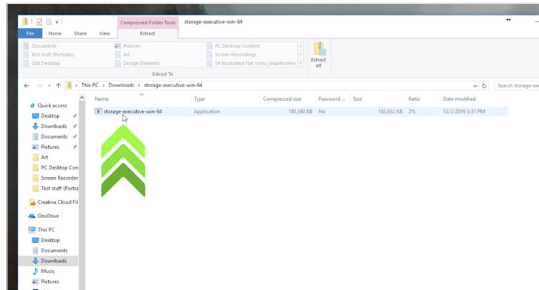 Compressed Folder Tools storage-executive-win-64
File Home Share View Extract
Documents Pictures PC Desktop Content
Test stuff (Portraits) Art Screen Recordings
Old Desktop Design Elements
Extract all
Extract To
This PC > Downloads > storage-executive-win-64
Search storage-exe
Name Type Compressed size Password ... Size Ratio Date modified
storage-executive-win-64 Application 180,340 KB No 182,632 KB 2% 12/2/2016 5:31 PM
Quick access
Desktop
Downloads
Documents
Pictures
Art
PC Desktop Con
Screen Recordin
Test stuff (Portra
Creative Cloud Fil
OneDrive
This PC
Desktop
Documents
Downloads
Music
Pictures